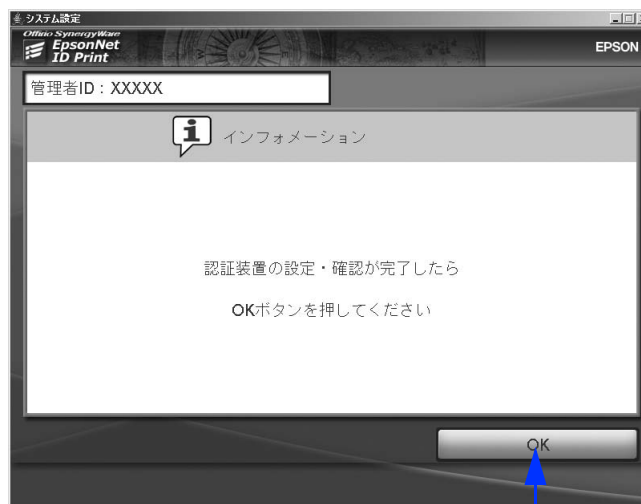 システム設定
Offirio SynergyWare
EpsonNet
ID Print
EPSON
管理者ID：XXXXX
インフォメーション
認証装置の設定・確認が完了したら
OKボタンを押してください
OK